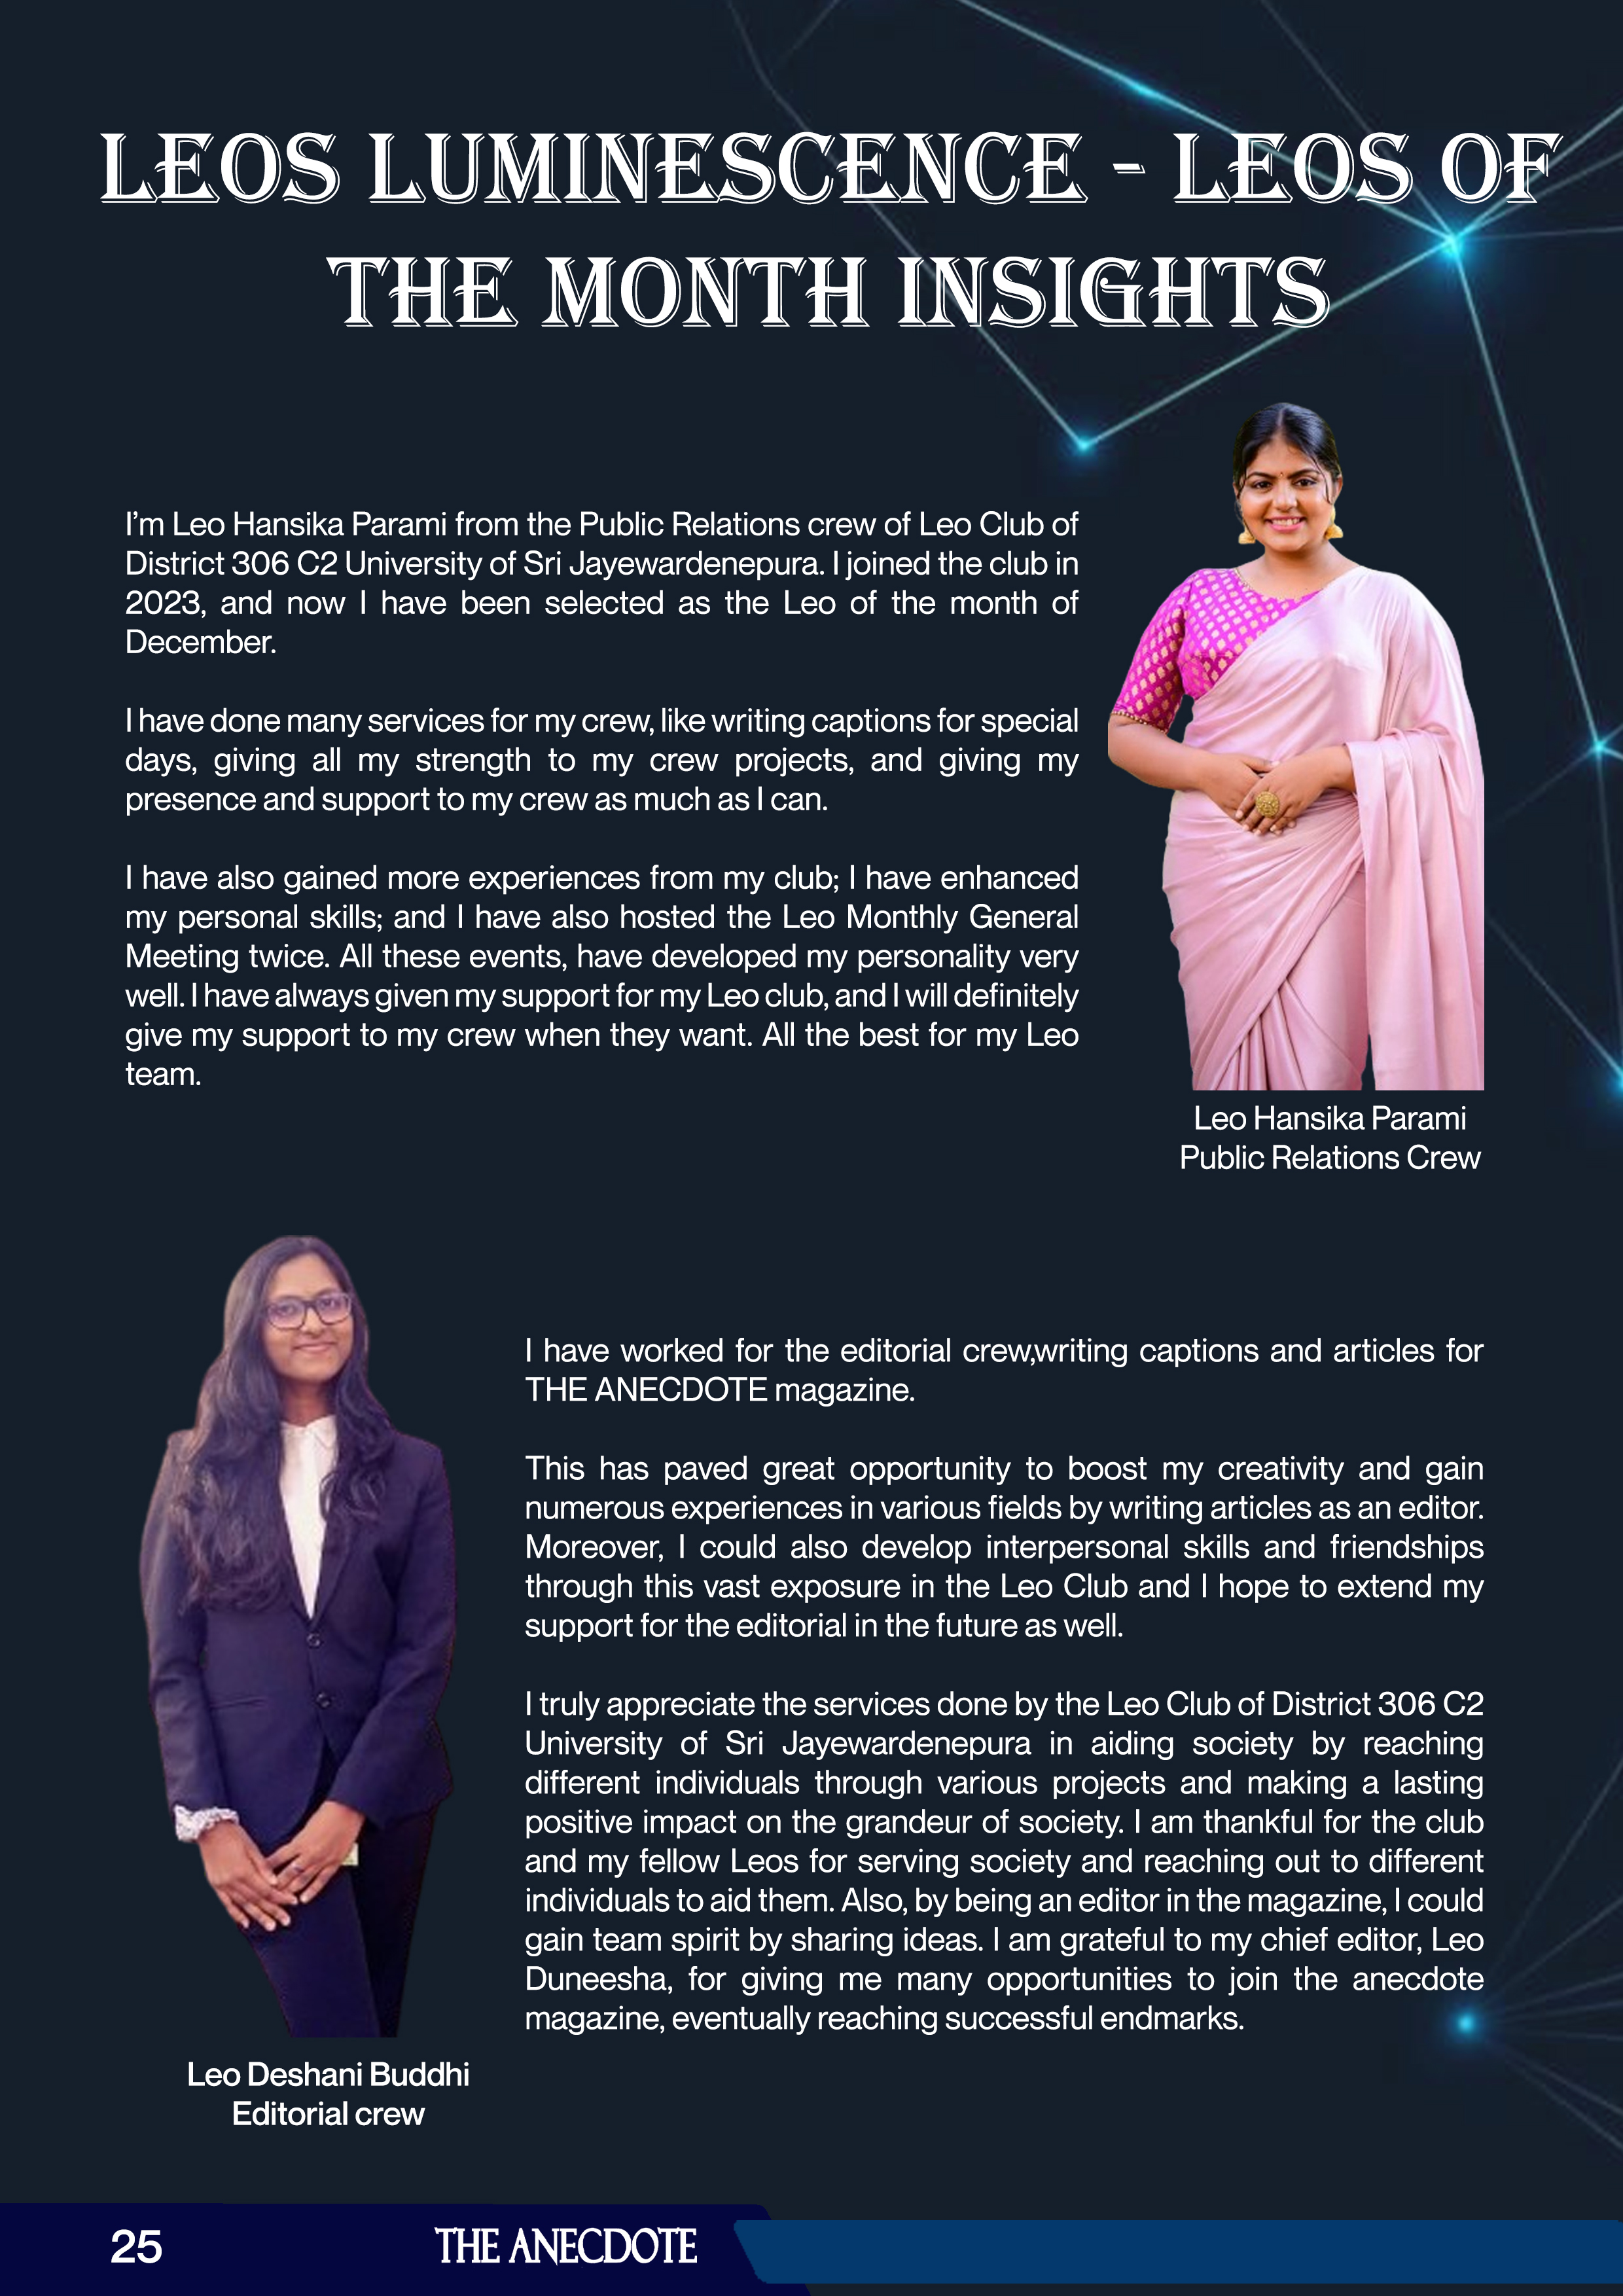 LEOS LUMINESCENCE - LEOS OF
THE MONTH INSIGHTS
I'm Leo Hansika Parami from the Public Relations crew of Leo Club of
District 306 C2 University of Sri Jayewardenepura. I joined the club in
2023, and now I have been selected as the Leo of the month of
December.
I have done many services for my crew, like writing captions for special
days, giving all my strength to my crew projects, and giving my
presence and support to my crew as much as I can.
I have also gained more experiences from my club; I have enhanced
my personal skills; and I have also hosted the Leo Monthly General
Meeting twice. All these events, have developed my personality very
well. I have always given my support for my Leo club, and I will definitely
give my support to my crew when they want. All the best for my Leo
team.
Leo Hansika Parami
Public Relations Crew
I have worked for the editorial crew,writing captions and articles for
THE ANECDOTE magazine.
This has paved great opportunity to boost my creativity and gain
numerous experiences in various fields by writing articles as an editor.
Moreover, I could also develop interpersonal skills and friendships
through this vast exposure in the Leo Club and I hope to extend my
support for the editorial in the future as well.
I truly appreciate the services done by the Leo Club of District 306 C2
University of Sri Jayewardenepura in aiding society by reaching
different individuals through various projects and making a lasting
positive impact on the grandeur of society. I am thankful for the club
and my fellow Leos for serving society and reaching out to different
individuals to aid them. Also, by being an editor in the magazine, I could
gain team spirit by sharing ideas. I am grateful to my chief editor, Leo
Duneesha, for giving me many opportunities to join the anecdote
magazine, eventually reaching successful endmarks.
Leo Deshani Buddhi
Editorial crew
25
THE ANECDOTE